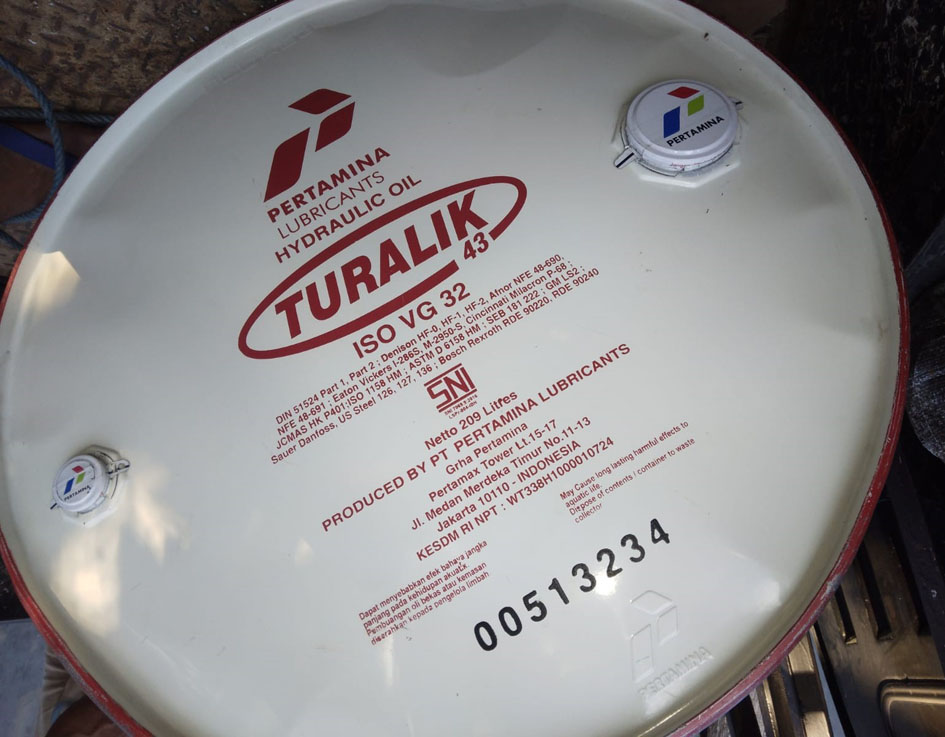 PERTAMINA
LUBRICANTS
HYDRAULIC OIL
TURALIK
43
ISO VG 32
DIN 51524 Part 1, Part 2 ; Denison HF-0, HF-1, HF-2, Afnor NFE 48-690,
NFE 48-691 ; Eaton Vickers I-286S, M-2950-S, Cincinnati Milacron P-68 ;
JCMAS HK P401:ISO 1158 HM ; ASTM D 6158 HM ; SEB 181 222 ; GM LS2 ;
Sauer Danfoss, US Steel 126, 127, 136 ; Bosch Rexroth RDE 90220, RDE 90240
SNI
Netto 209 Litres
PRODUCED BY PT PERTAMINA LUBRICANTS
Grha Pertamina
Pertamax Tower Lt.15-17
Jl. Medan Merdeka Timur No.11-13
Jakarta 10110 - INDONESIA
KESDM RI NPT : WT338H1000010724
May Cause long lasting harmful effects to
aquatic life.
Dispose of contents / container to waste
collector
Dapat menyebabkan efek bahaya jangka
panjang pada kehidupan akuatx
Pembuangan oli bekas atau kemasan
diserahkan kepada pengelola limbah
00513234
PERTAMINA
PERTAMINA
PERTAMINA